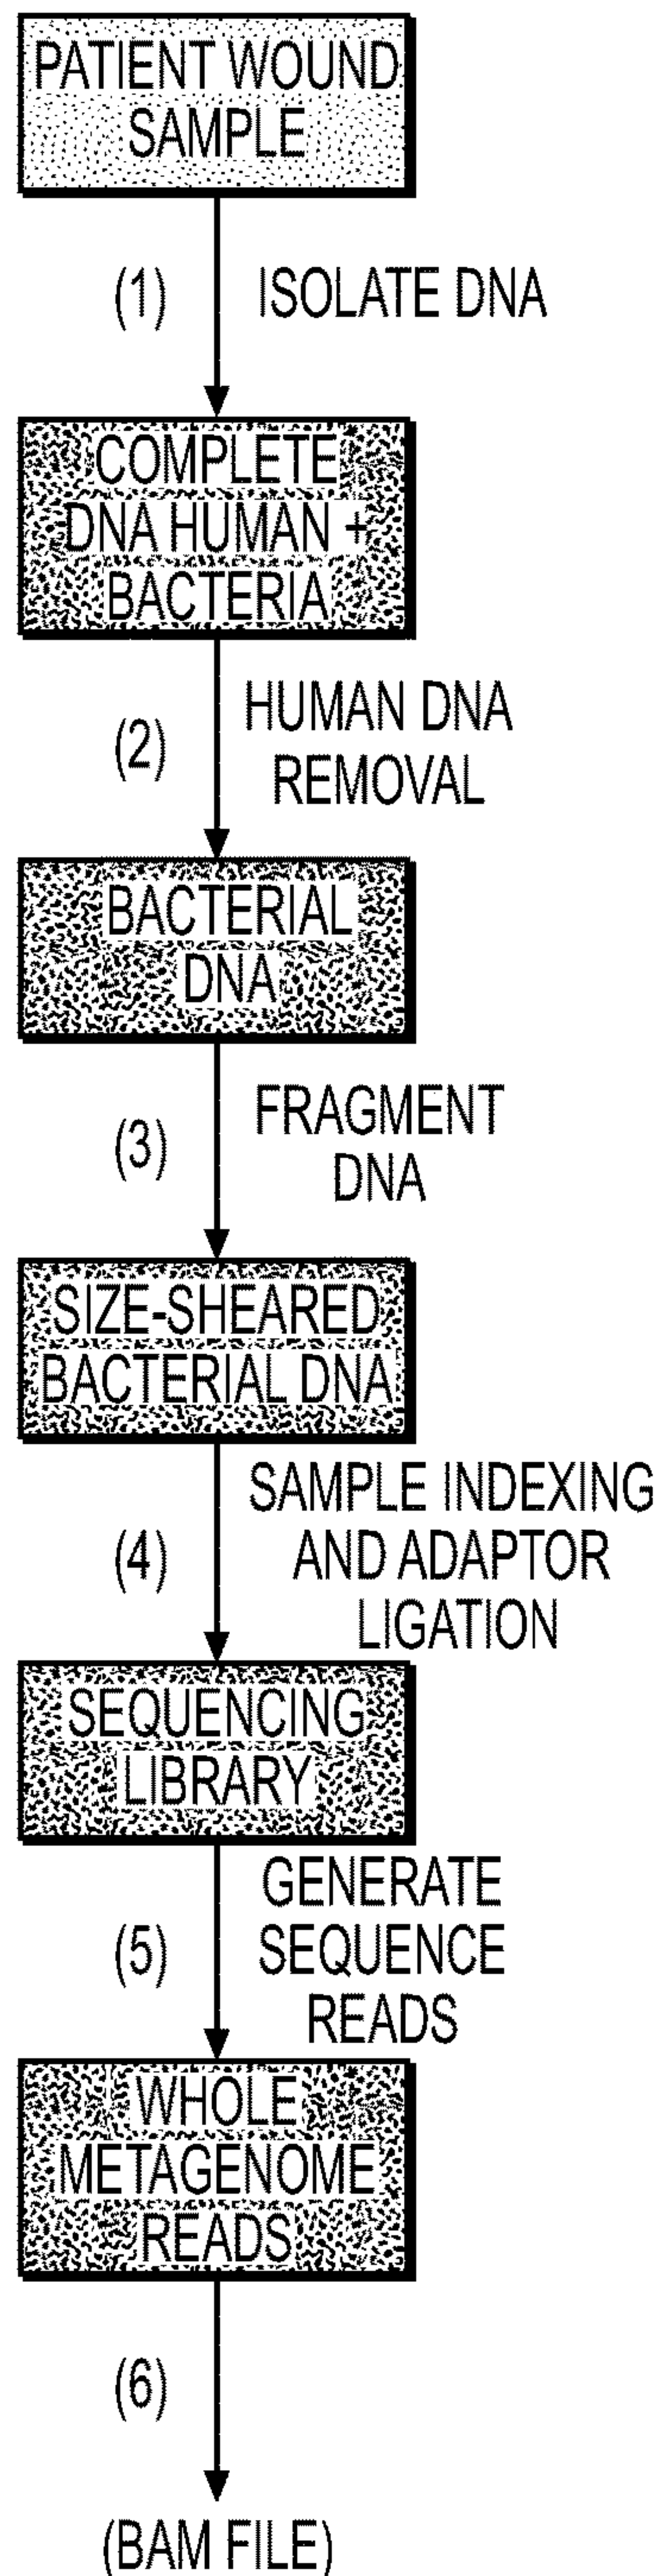 PATIENT WOUND
SAMPLE
(1) ISOLATE DNA
COMPLETE
DNA HUMAN +
BACTERIA
HUMAN DNA
(2)
REMOVAL
BACTERIAL
DNA
FRAGMENT
(3)
DNA
SIZE-SHEARED
BACTERIAL DNA
SAMPLE INDEXING
(4) AND ADAPTOR
LIGATION
SEQUENCING
LIBRARY
GENERATE
(5) SEQUENCE
READS
WHOLE
METAGENOME
READS
(6)
(BAM FILE)